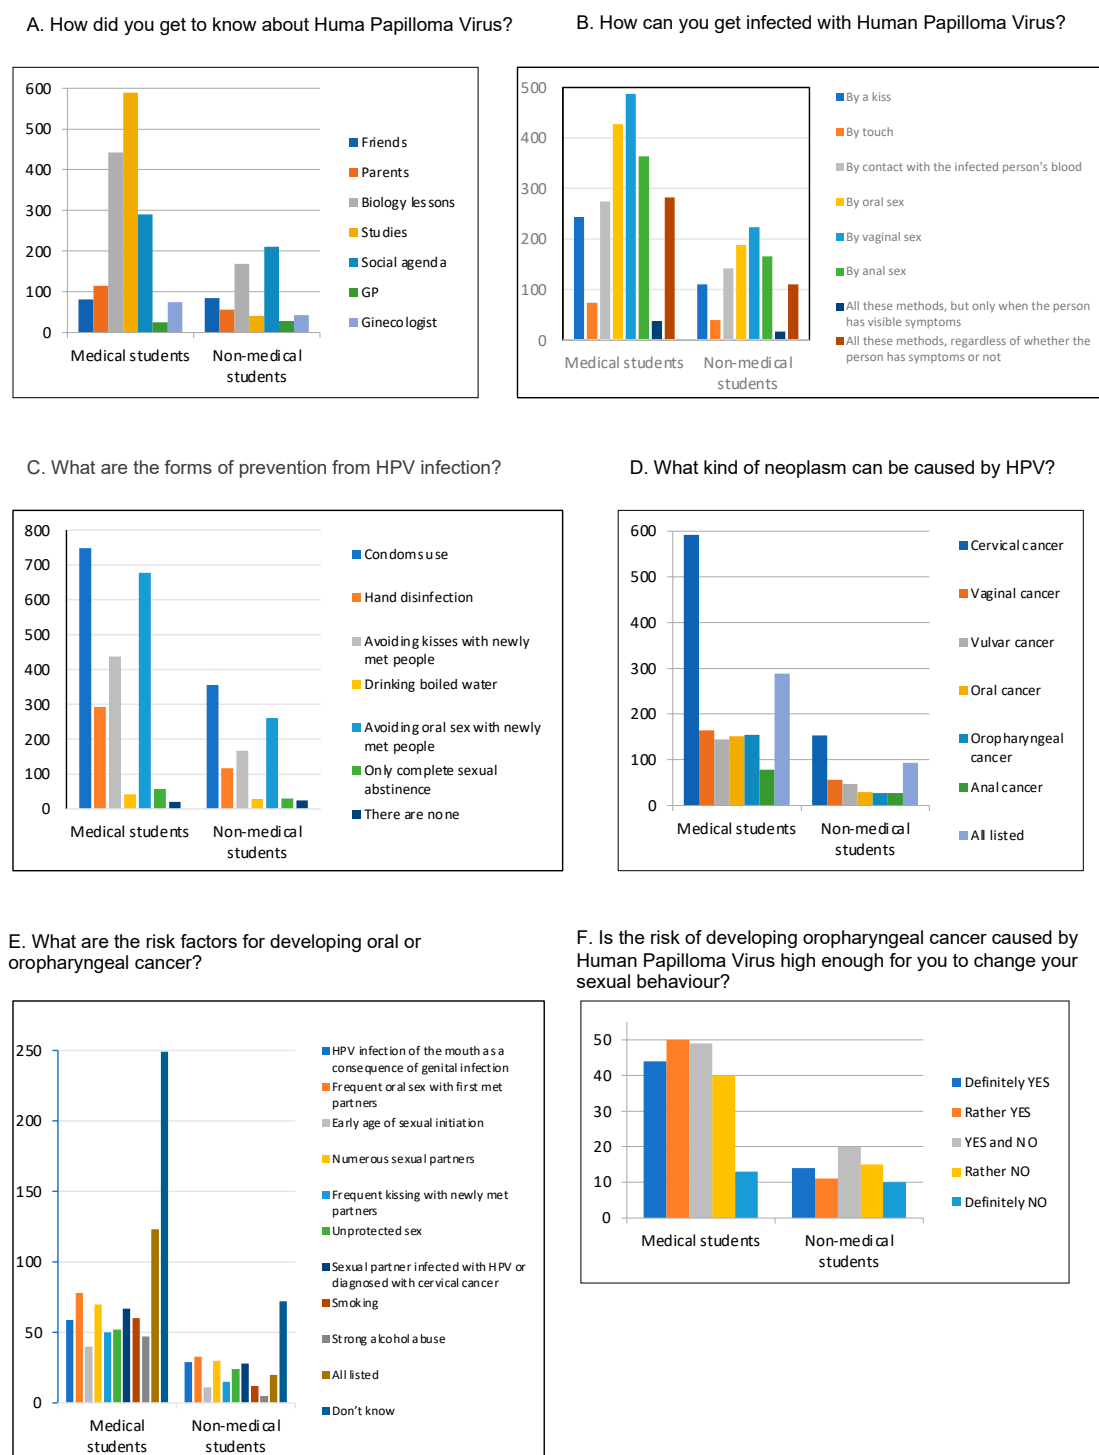 A. How did you get to know about Huma Papilloma Virus?
600
500
400
300
200
100
0
Medical students
Non-medical
students
Friends
Parents
Biology lessons
Studies
Social agenda
GP
Ginecologist
B. How can you get infected with Human Papilloma Virus?
500
400
300
200
100
0
Medical students
Non-medical
students
By a kiss
By touch
By contact with the infected person's blood
By oral sex
By vaginal sex
By anal sex
All these methods, but only when the person
has visible symptoms
All these methods, regardless of whether the
person has symptoms or not
C. What are the forms of prevention from HPV infection?
800
700
600
500
400
300
200
100
0
Medical students
Non-medical
students
Condoms use
Hand disinfection
Avoiding kisses with newly
met people
Drinking boiled water
Avoiding oral sex with newly
met people
Only complete sexual
abstinence
There are none
D. What kind of neoplasm can be caused by HPV?
600
500
400
300
200
100
0
Medical students
Non-medical
students
Cervical cancer
Vaginal cancer
Vulvar cancer
Oral cancer
Oropharyngeal
cancer
Anal cancer
All listed
E. What are the risk factors for developing oral or
oropharyngeal cancer?
250
200
150
100
50
0
Medical
students
Non-medical
students
HPV infection of the mouth as a
consequence of genital infection
Frequent oral sex with first met
partners
Early age of sexual initiation
Numerous sexual partners
Frequent kissing with newly met
partners
Unprotected sex
Sexual partner infected with HPV or
diagnosed with cervical cancer
Smoking
Strong alcohol abuse
All listed
Don't know
F. Is the risk of developing oropharyngeal cancer caused by
Human Papilloma Virus high enough for you to change your
sexual behaviour?
50
40
30
20
10
0
Medical students
Non-medical
students
Definitely YES
Rather YES
YES and NO
Rather NO
Definitely NO